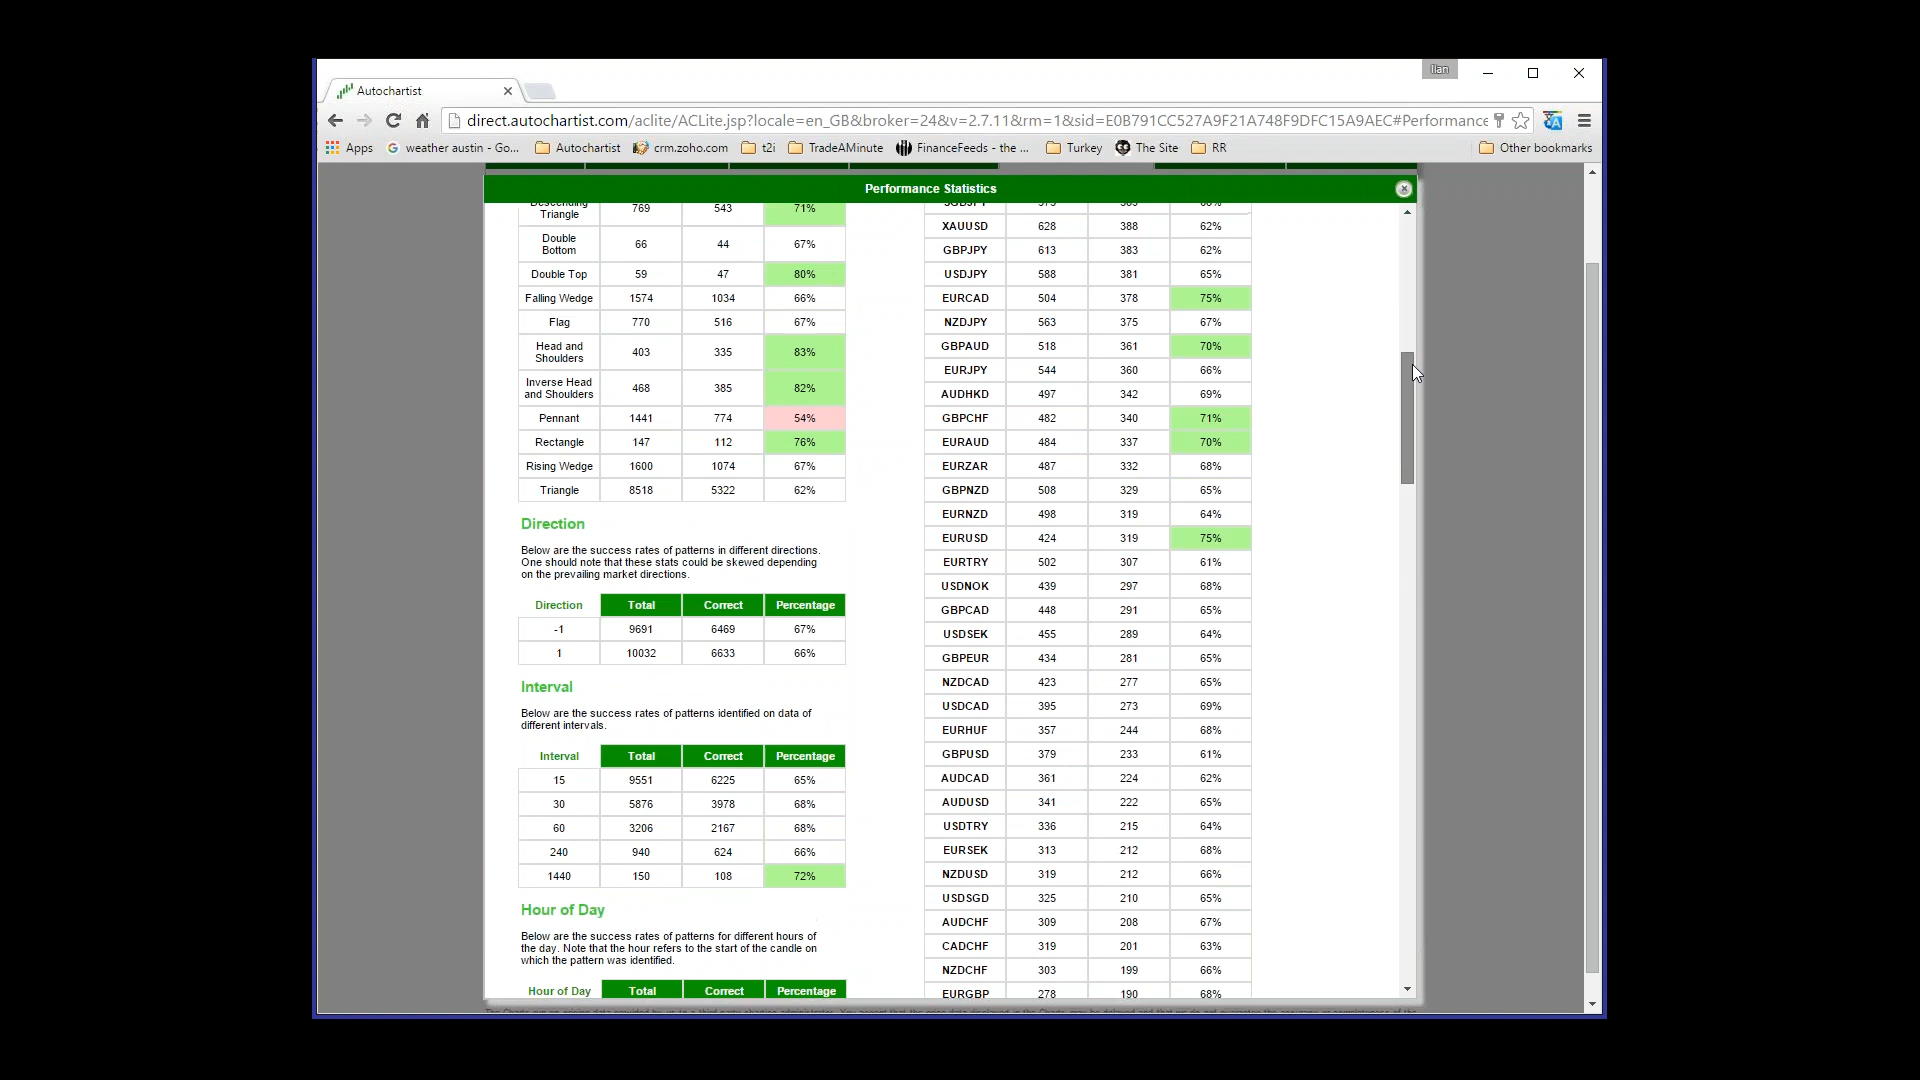 Ilan
Autochartist
direct.autochartist.com/aclite/ACLite.jsp?locale=en_GB&broker=24&v=2.7.11&rm=1&sid=E0B791CC527A9F21A748F9DFC15A9AEC#Performance
Apps weather austin - Go... Autochartist crm.zoho.com t2i TradeAMinute FinanceFeeds - the ... Turkey The Site RR Other bookmarks
Performance Statistics
Descending
Triangle 769 543 71%
Double
Bottom 66 44 67%
Double Top 59 47 80%
Falling Wedge 1574 1034 66%
Flag 770 516 67%
Head and
Shoulders 403 335 83%
Inverse Head
and Shoulders 468 385 82%
Pennant 1441 774 54%
Rectangle 147 112 76%
Rising Wedge 1600 1074 67%
Triangle 8518 5322 62%
Direction
Below are the success rates of patterns in different directions.
One should note that these stats could be skewed depending
on the prevailing market directions.
Direction Total Correct Percentage
-1 9691 6469 67%
1 10032 6633 66%
Interval
Below are the success rates of patterns identified on data of
different intervals.
Interval Total Correct Percentage
15 9551 6225 65%
30 5876 3978 68%
60 3206 2167 68%
240 940 624 66%
1440 150 108 72%
Hour of Day
Below are the success rates of patterns for different hours of
the day. Note that the hour refers to the start of the candle on
which the pattern was identified.
Hour of Day Total Correct Percentage
XAUUSD 628 388 62%
GBPJPY 613 383 62%
USDJPY 588 381 65%
EURCAD 504 378 75%
NZDJPY 563 375 67%
GBPAUD 518 361 70%
EURJPY 544 360 66%
AUDHKD 497 342 69%
GBPCHF 482 340 71%
EURAUD 484 337 70%
EURZAR 487 332 68%
GBPNZD 508 329 65%
EURNZD 498 319 64%
EURUSD 424 319 75%
EURTRY 502 307 61%
USDNOK 439 297 68%
GBPCAD 448 291 65%
USDSEK 455 289 64%
GBPEUR 434 281 65%
NZDCAD 423 277 65%
USDCAD 395 273 69%
EURHUF 357 244 68%
GBPUSD 379 233 61%
AUDCAD 361 224 62%
AUDUSD 341 222 65%
USDTRY 336 215 64%
EURSEK 313 212 68%
NZDUSD 319 212 66%
USDSGD 325 210 65%
AUDCHF 309 208 67%
CADCHF 319 201 63%
NZDCHF 303 199 66%
EURGBP 278 190 68%